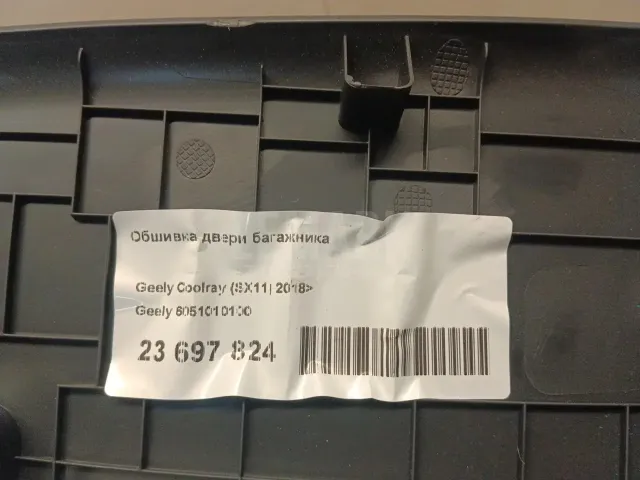 Обшивка двери багажника
Geely Coolray (SX11) 2018>
Geely 6051010100
23 697 824